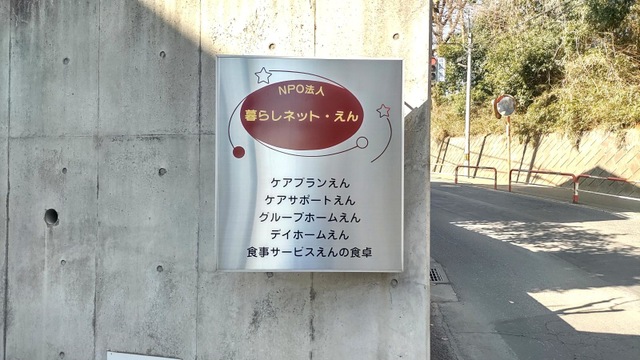 NPO法人
暮らしネット・えん
ケアプランえん
ケアサポートえん
グループホームえん
デイホームえん
食事サービスえんの食卓